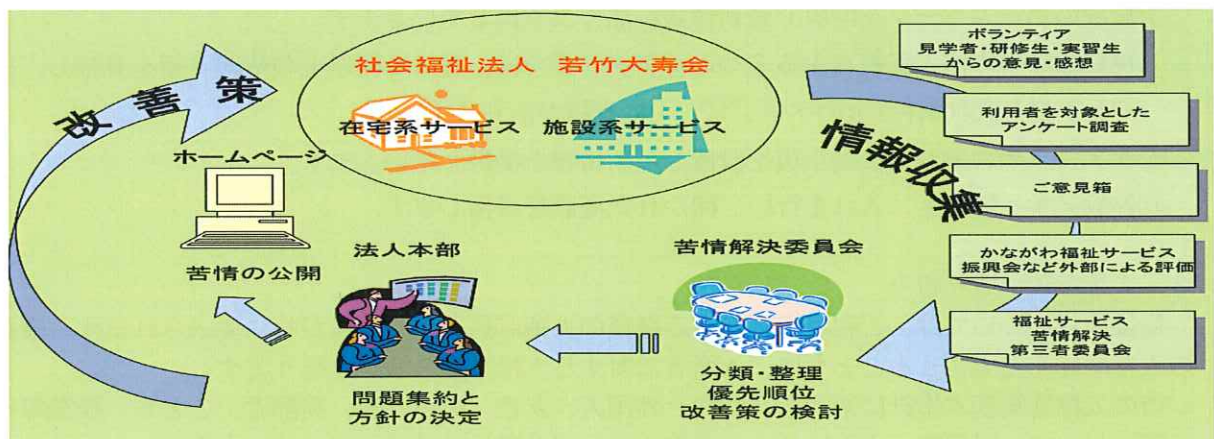 社会福祉法人 若竹大寿会
在宅系サービス 施設系サービス
改善策
情報収集
ボランティア
見学者・研修生・実習生
からの意見・感想
利用者を対象とした
アンケート調査
ご意見箱
かながわ福祉サービス
振興会など外部による評価
福祉サービス
苦情解決
第三者委員会
苦情解決委員会
分類・整理
優先順位
改善策の検討
法人本部
問題集約と
方針の決定
ホームページ
苦情の公開